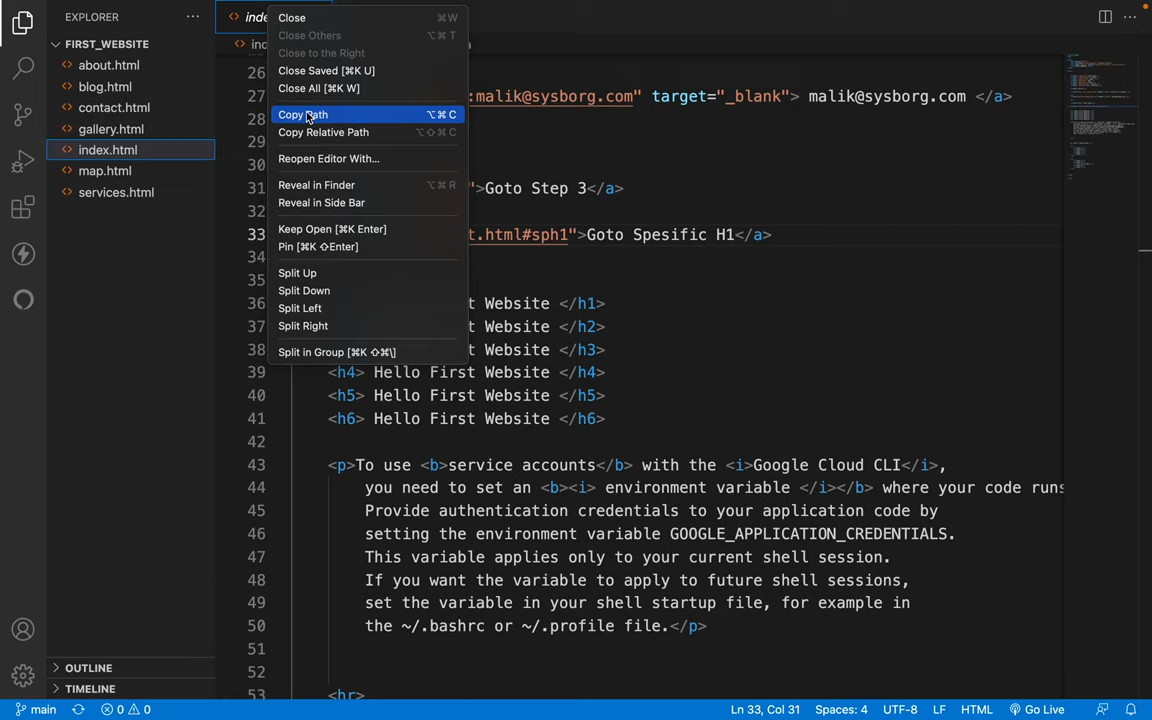 EXPLORER
FIRST_WEBSITE
about.html
blog.html
contact.html
gallery.html
index.html
map.html
services.html
OUTLINE
TIMELINE
Close ⌘W
Close Others ⌥⌘T
Close to the Right
Close Saved [⌘K U]
Close All [⌘K W]
Copy Path ⌥⌘C
Copy Relative Path ⌥⇧⌘C
Reopen Editor With...
Reveal in Finder ⌥⌘R
Reveal in Side Bar
Keep Open [⌘K Enter]
Pin [⌘K ⇧Enter]
Split Up
Split Down
Split Left
Split Right
Split in Group [⌘K ⇧⌘\]
26
27 :malik@sysborg.com" target="_blank"> malik@sysborg.com </a>
28
29
30
31 ">Goto Step 3</a>
32
33 t.html#sph1">Goto Spesific H1</a>
34
35
36 t Website </h1>
37 t Website </h2>
38 t Website </h3>
39 <h4> Hello First Website </h4>
40 <h5> Hello First Website </h5>
41 <h6> Hello First Website </h6>
42
43 <p>To use <b>service accounts</b> with the <i>Google Cloud CLI</i>,
44 you need to set an <b><i> environment variable </i></b> where your code runs
45 Provide authentication credentials to your application code by
46 setting the environment variable GOOGLE_APPLICATION_CREDENTIALS.
47 This variable applies only to your current shell session.
48 If you want the variable to apply to future shell sessions,
49 set the variable in your shell startup file, for example in
50 the ~/.bashrc or ~/.profile file.</p>
51
52
53 <hr>
main 0 0 Ln 33, Col 31 Spaces: 4 UTF-8 LF HTML Go Live